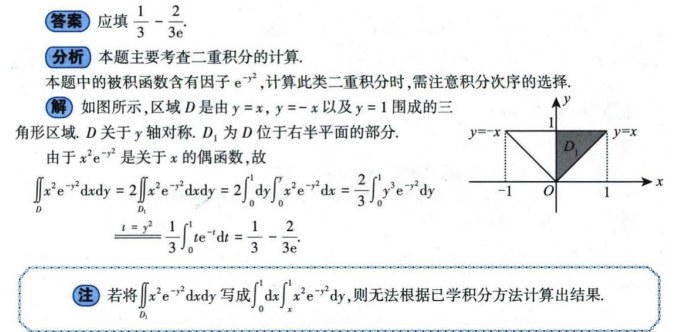 答案 应填 1/3 - 2/(3e).
分析 本题主要考查二重积分的计算.
本题中的被积函数含有因子 e^(-y²),计算此类二重积分时,需注意积分次序的选择.
解 如图所示,区域 D 是由 y = x, y = - x 以及 y = 1 围成的三
角形区域. D 关于 y 轴对称. D₁ 为 D 位于右半平面的部分.
由于 x²e^(-y²) 是关于 x 的偶函数,故
∬_D x²e^(-y²)dxdy = 2∬_D₁ x²e^(-y²)dxdy = 2∫₀¹dy∫₀^y x²e^(-y²)dx = 2/3 ∫₀¹ y³e^(-y²)dy
t = y² 1/3 ∫₀¹ te^(-t)dt = 1/3 - 2/(3e).
y
1
y=-x
y=x
D₁
-1
O
1
x
注 若将∬_D₁ x²e^(-y²)dxdy 写成∫₀¹dx∫ₓ¹x²e^(-y²)dy,则无法根据已学积分方法计算出结果.